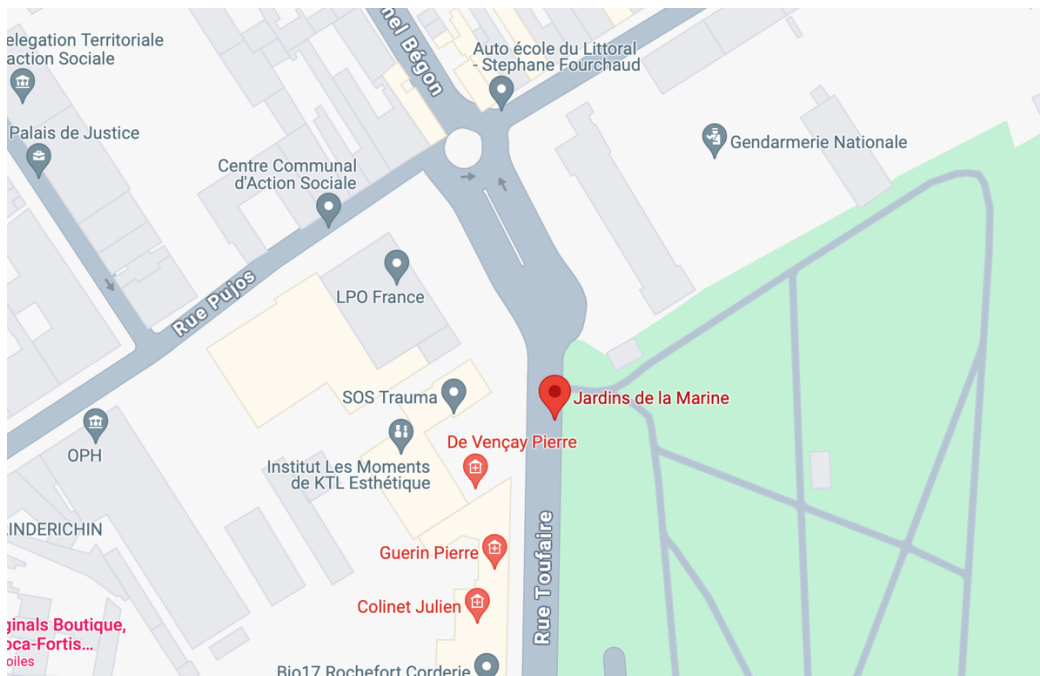 elegation Territoriale
action Sociale
Palais de Justice
nel Bégon
Auto école du Littoral
- Stephane Fourchaud
Gendarmerie Nationale
Centre Communal
d'Action Sociale
LPO France
Rue Pujos
SOS Trauma
Jardins de la Marine
De Vençay Pierre
OPH
Institut Les Moments
de KTL Esthétique
INDERICHIN
Rue Toufaire
Guerin Pierre
Colinet Julien
ginals Boutique,
oca-Fortis...
oiles
Bio17 Rochefort Corderie